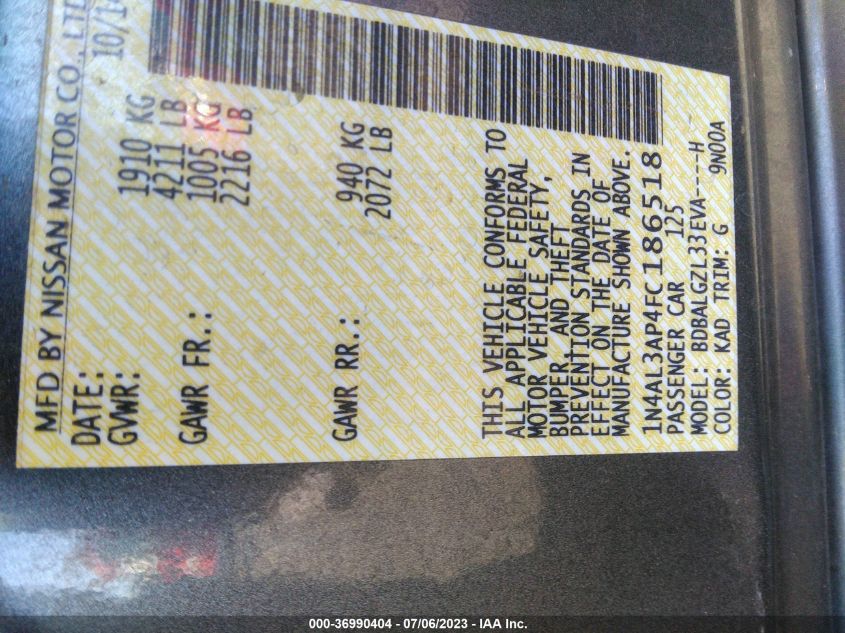 MFD BY NISSAN MOTOR CO., LTD
DATE: 10/14
GVWR: 1910 KG
4211 LB
GAWR FR.: 1005 KG
2216 LB
GAWR RR.: 940 KG
2072 LB
THIS VEHICLE CONFORMS TO
ALL APPLICABLE FEDERAL
MOTOR VEHICLE SAFETY,
BUMPER AND THEFT
PREVENTION STANDARDS IN
EFFECT ON THE DATE OF
MANUFACTURE SHOWN ABOVE.
1N4AL3AP4FC186518
PASSENGER CAR 125
MODEL: BDBALGZL33EVA----H
COLOR: KAD TRIM: G 9N00A
000-36990404 - 07/06/2023 - IAA Inc.